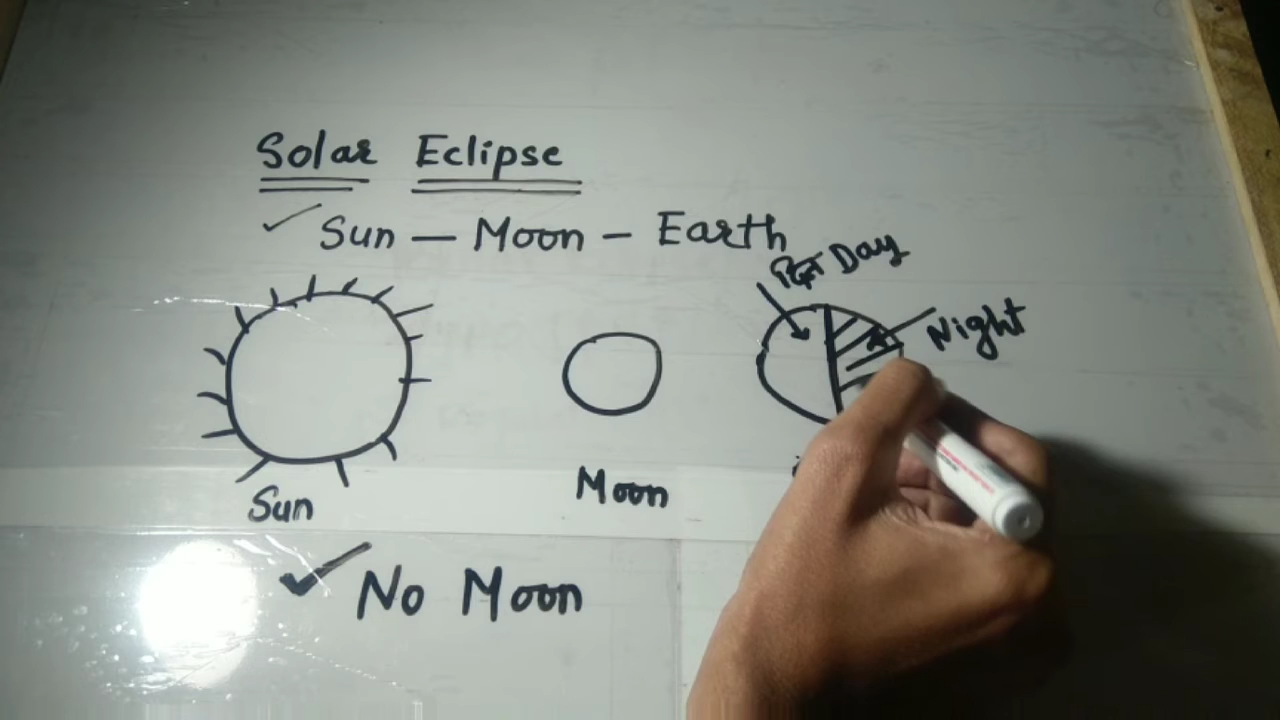 Solar Eclipse
Sun — Moon — Earth
Day
Night
Sun
Moon
No Moon